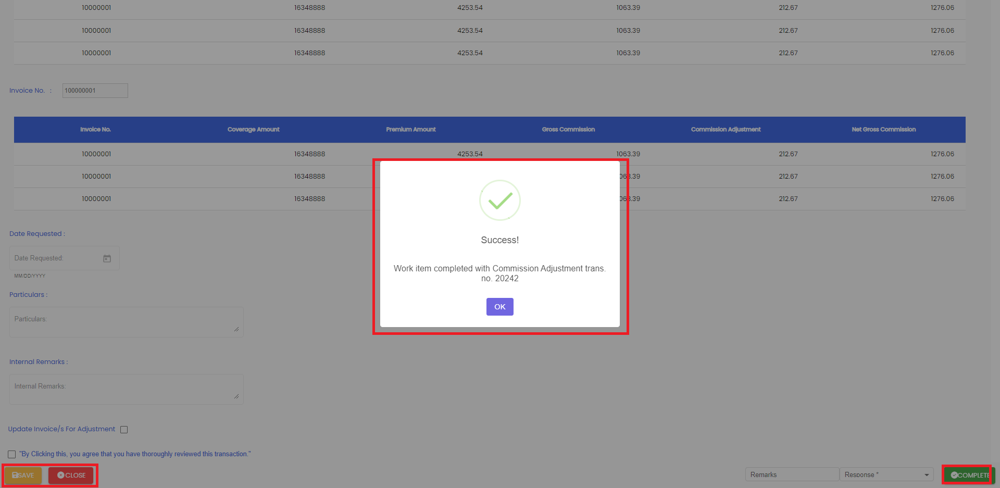 10000001 16348888 4253.54 1063.39 212.67 1276.06
10000001 16348888 4253.54 1063.39 212.67 1276.06
10000001 16348888 4253.54 1063.39 212.67 1276.06
Invoice No. : 100000001
Invoice No. Coverage Amount Premium Amount Gross Commission Commission Adjustment Net Gross Commission
10000001 16348888 4253.54 1063.39 212.67 1276.06
10000001 16348888 063.39 212.67 1276.06
10000001 16348888 063.39 212.67 1276.06
Success!
Work item completed with Commission Adjustment trans.
no. 20242
OK
Date Requested :
Date Requested:
MM/DD/YYYY
Particulars :
Particulars:
Internal Remarks :
Internal Remarks:
Update Invoice/s For Adjustment
"By Clicking this, you agree that you have thoroughly reviewed this transaction."
SAVE CLOSE Remarks Response * COMPLETE